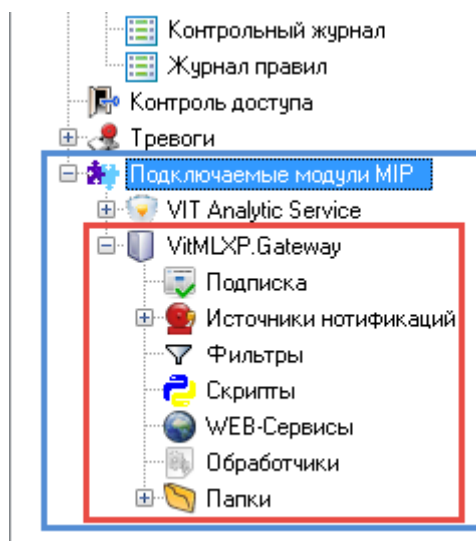 Контрольный журнал
Журнал правил
Контроль доступа
Тревоги
Подключаемые модули MIP
VIT Analytic Service
VitMLXP.Gateway
Подписка
Источники нотификаций
Фильтры
Скрипты
WEB-Сервисы
Обработчики
Папки